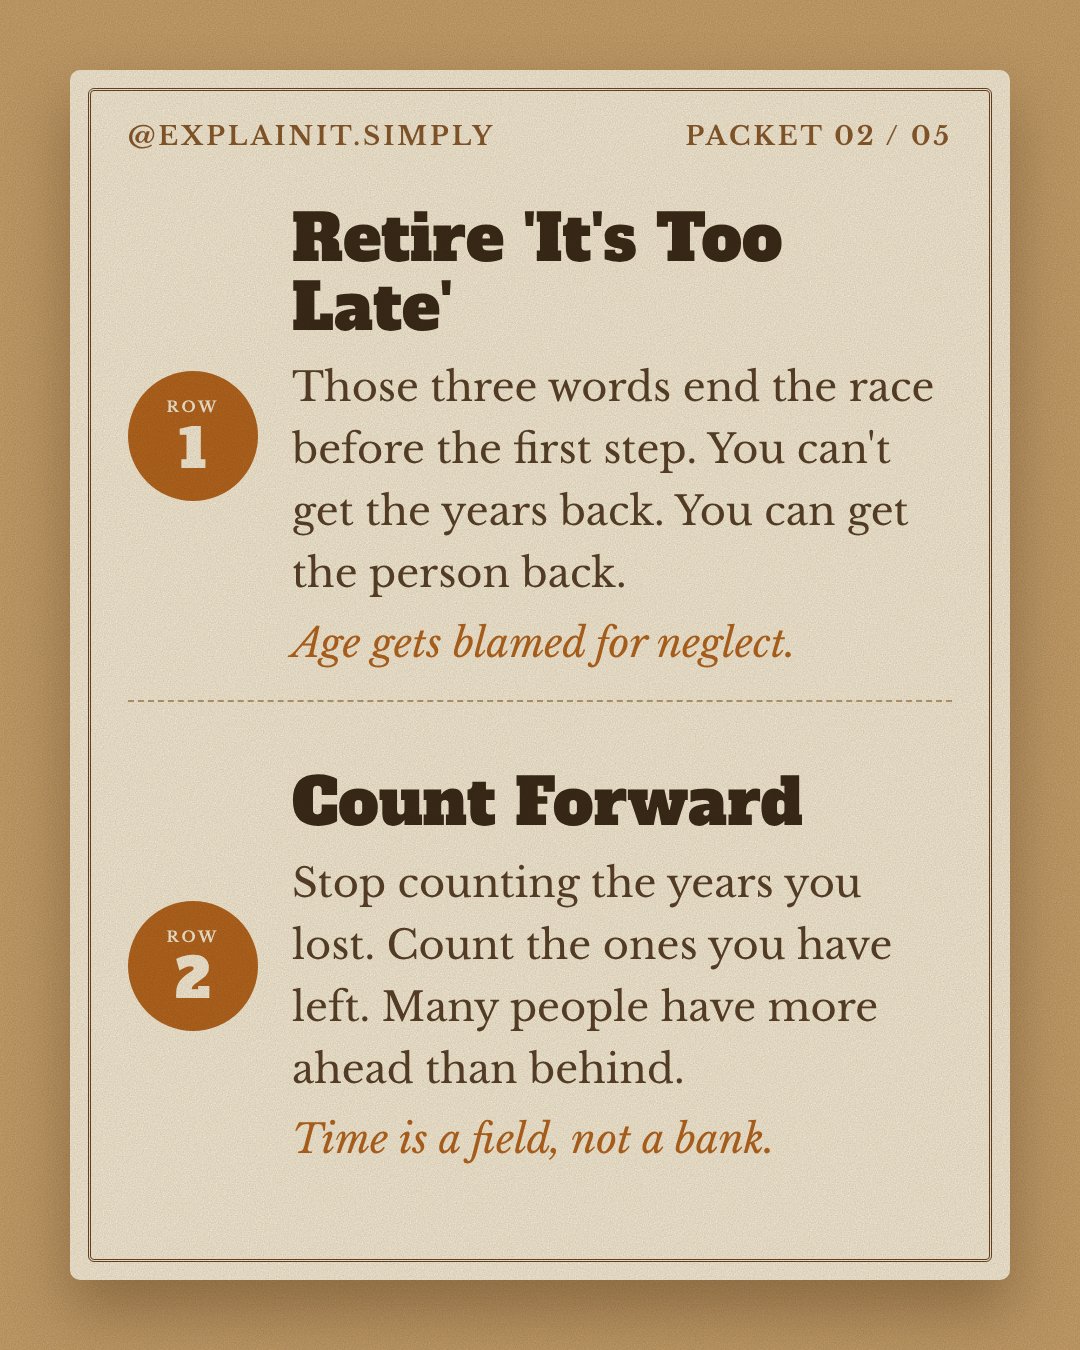 @EXPLAINIT.SIMPLY
PACKET 02 / 05
Retire 'It's Too
Late'
ROW
1
Those three words end the race
before the first step. You can't
get the years back. You can get
the person back.
Age gets blamed for neglect.
Count Forward
ROW
2
Stop counting the years you
lost. Count the ones you have
left. Many people have more
ahead than behind.
Time is a field, not a bank.